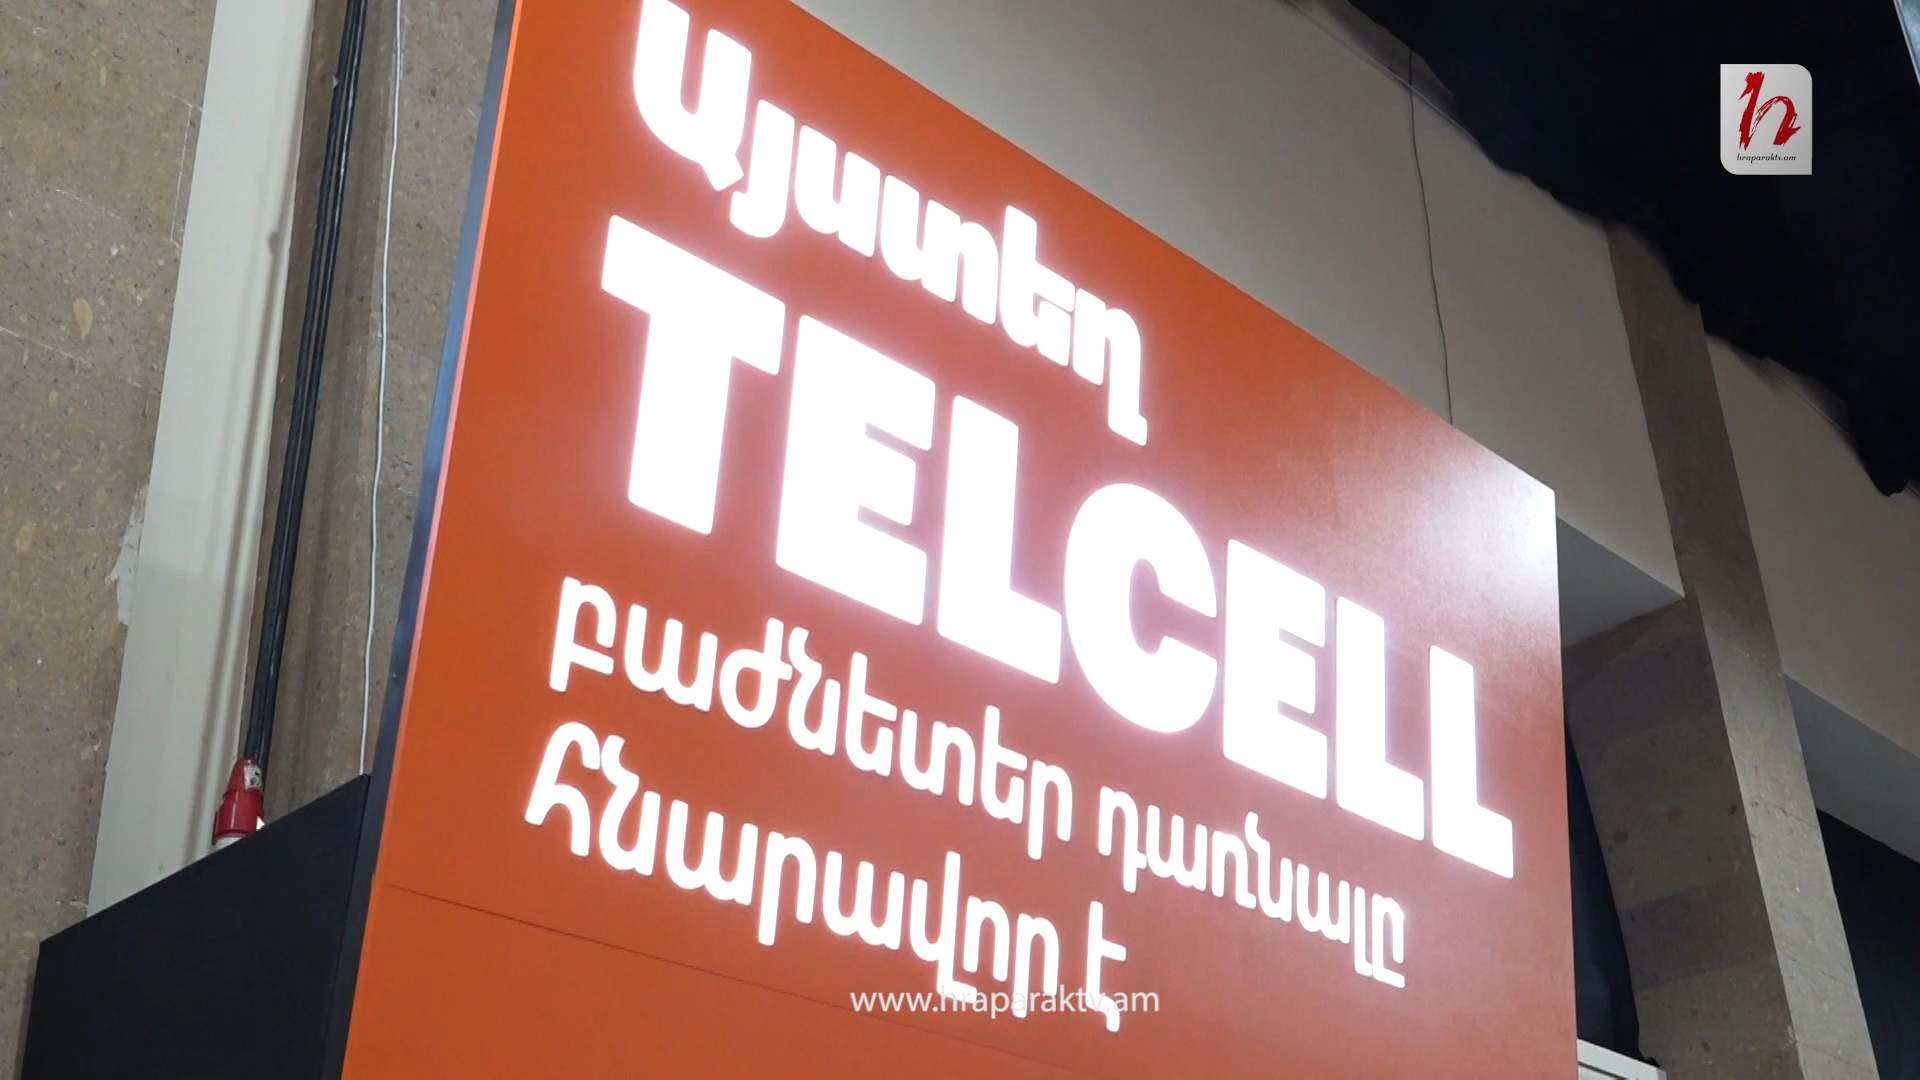 Այստեղ
TELCELL
բաժնետեր դառնալը
հնարավոր է
hraparaktv.am
www.hraparaktv.am